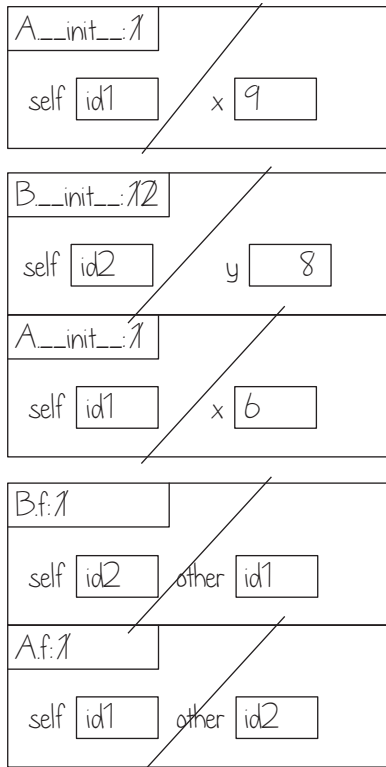 A.__init__:1
self id1 x 9
B.__init__:12
self id2 y 8
A.__init__:1
self id1 x 6
B.f:1
self id2 other id1
A.f:1
self id1 other id2